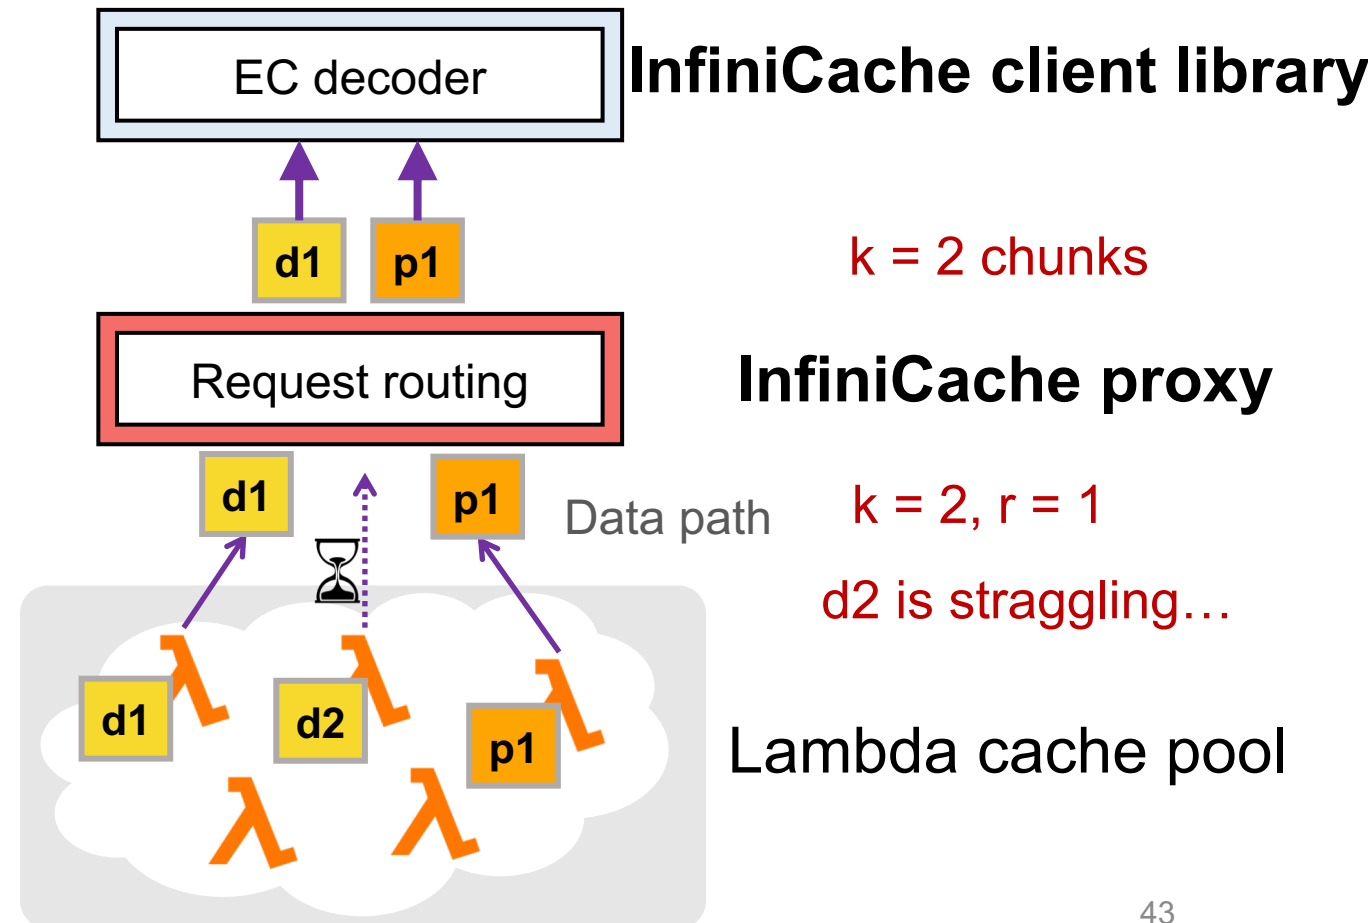 EC decoder
InfiniCache client library
d1
p1
k = 2 chunks
Request routing
InfiniCache proxy
d1
p1
Data path
k = 2, r = 1
d2 is straggling…
λ
λ
λ
d1
d2
p1
Lambda cache pool
λ
λ
43